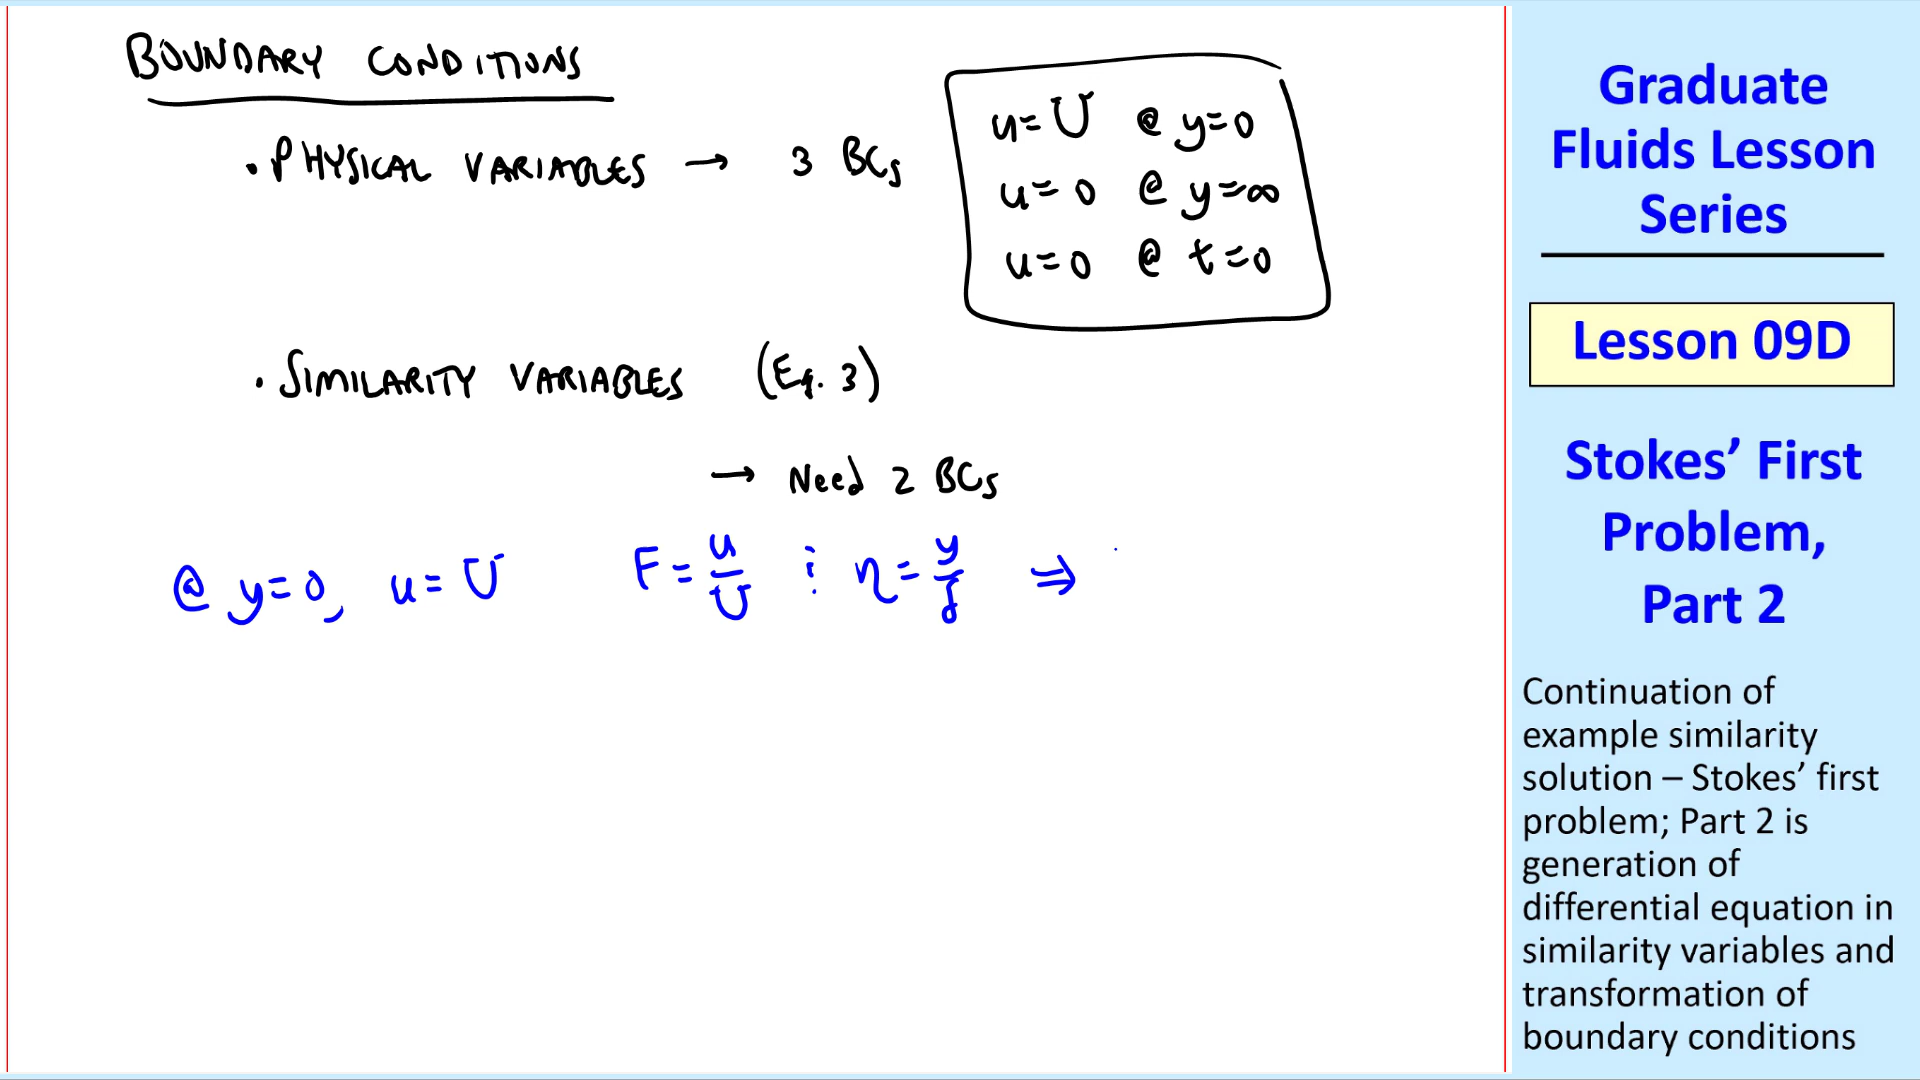 BOUNDARY CONDITIONS
• PHYSICAL VARIABLES → 3 BCs
u=U @ y=0
u=0 @ y=∞
u=0 @ t=0
• SIMILARITY VARIABLES (Eq. 3)
→ Need 2 BCs
@ y=0, u=U F=u/U ; η=y/δ ⇒
Graduate
Fluids Lesson
Series
Lesson 09D
Stokes’ First
Problem,
Part 2
Continuation of
example similarity
solution – Stokes’ first
problem; Part 2 is
generation of
differential equation in
similarity variables and
transformation of
boundary conditions